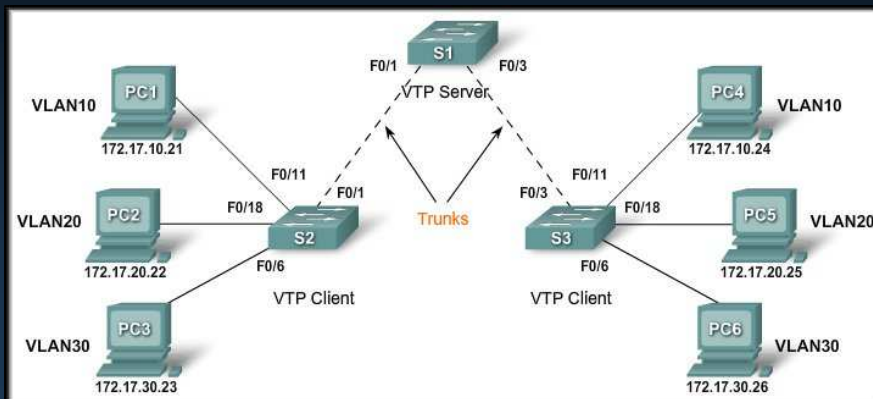 S1
F0/1
F0/3
VTP Server
PC1
VLAN10
172.17.10.21
PC4
VLAN10
172.17.10.24
F0/11
F0/11
F0/1
F0/3
F0/18
F0/18
PC2
VLAN20
172.17.20.22
S2
Trunks
S3
PC5
VLAN20
172.17.20.25
F0/6
F0/6
VTP Client
VTP Client
PC3
VLAN30
172.17.30.23
PC6
VLAN30
172.17.30.26